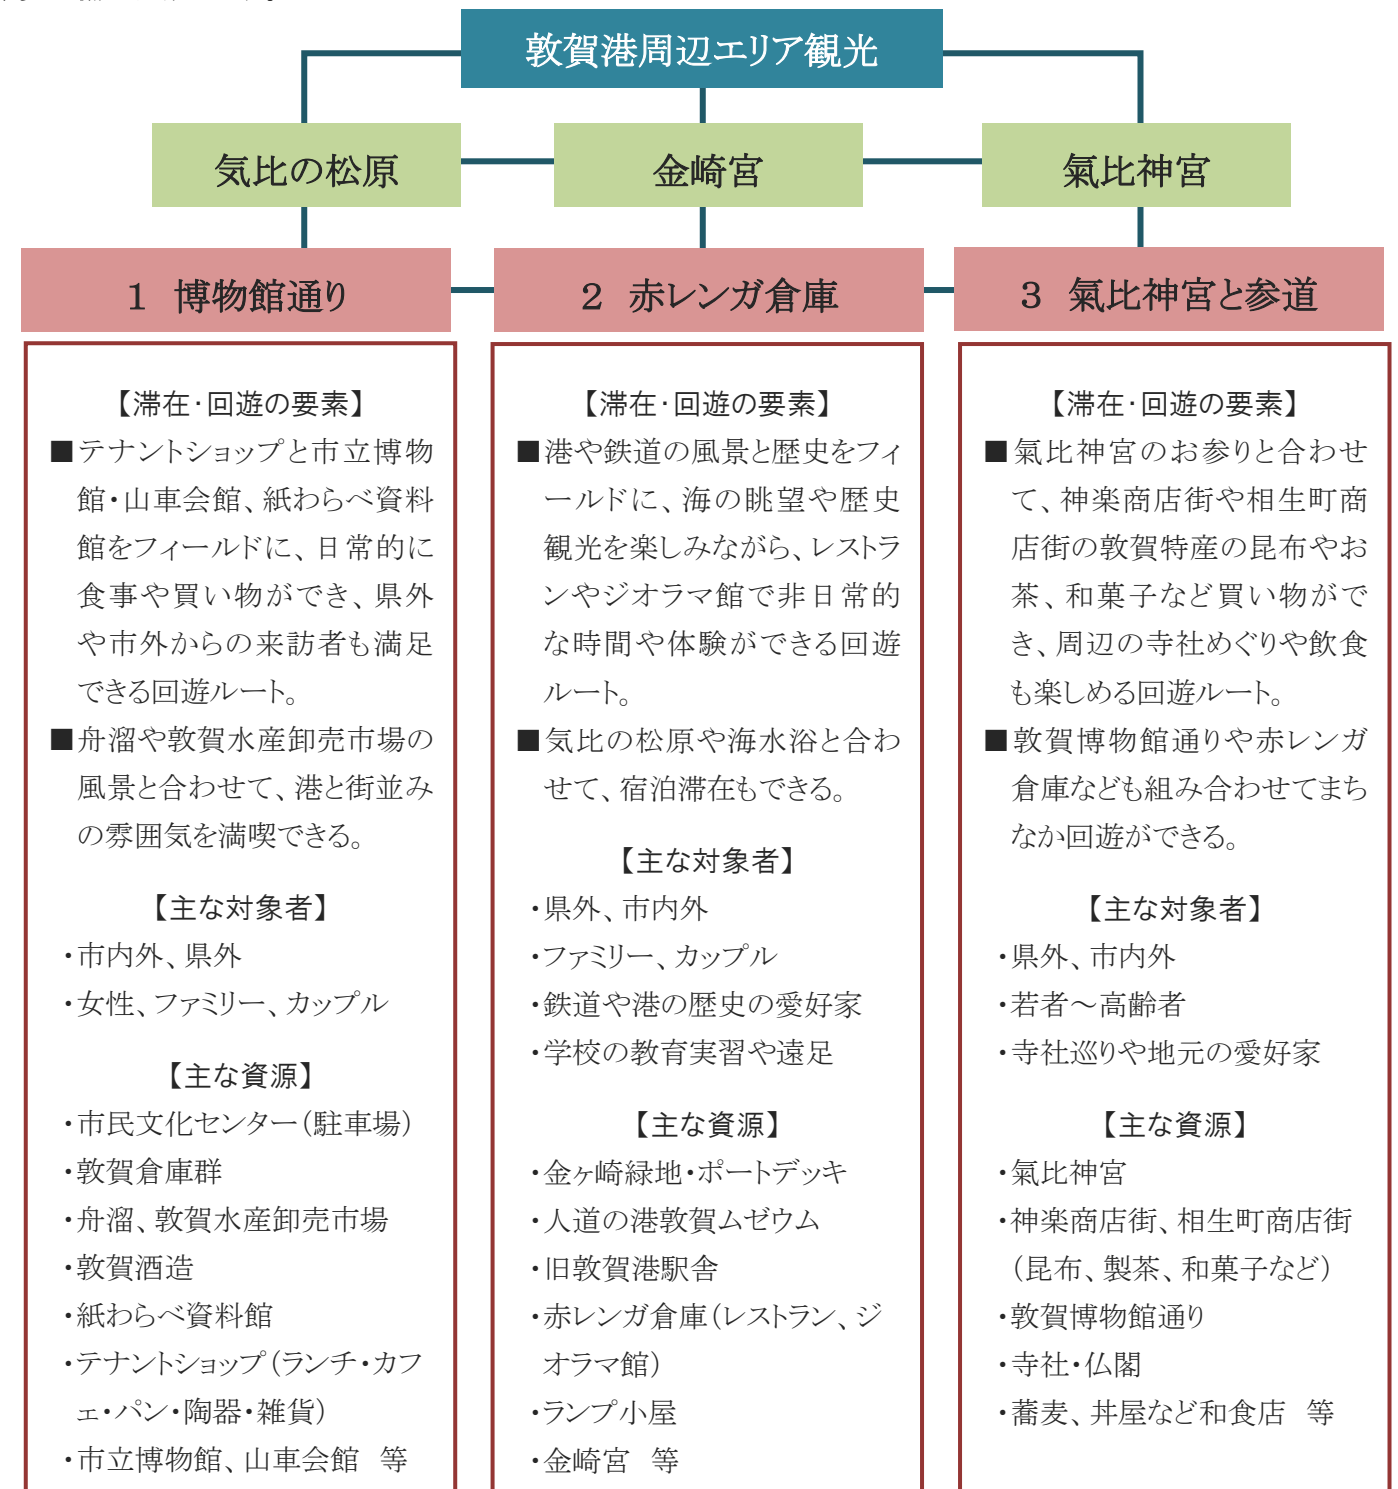 敦賀港周辺エリア観光
気比の松原
金崎宮
氣比神宮
1 博物館通り
2 赤レンガ倉庫
3 氣比神宮と参道
【滞在・回遊の要素】
■テナントショップと市立博物
館・山車会館、紙わらべ資料
館をフィールドに、日常的に
食事や買い物ができ、県外
や市外からの来訪者も満足
できる回遊ルート。
■舟溜や敦賀水産卸売市場の
風景と合わせて、港と街並み
の雰囲気を満喫できる。
【主な対象者】
・市内外、県外
・女性、ファミリー、カップル
【主な資源】
・市民文化センター(駐車場)
・敦賀倉庫群
・舟溜、敦賀水産卸売市場
・敦賀酒造
・紙わらべ資料館
・テナントショップ(ランチ・カフ
ェ・パン・陶器・雑貨)
・市立博物館、山車会館 等
【滞在・回遊の要素】
■港や鉄道の風景と歴史をフィ
ールドに、海の眺望や歴史
観光を楽しみながら、レストラ
ンやジオラマ館で非日常的
な時間や体験ができる回遊
ルート。
■気比の松原や海水浴と合わ
せて、宿泊滞在もできる。
【主な対象者】
・県外、市内外
・ファミリー、カップル
・鉄道や港の歴史の愛好家
・学校の教育実習や遠足
【主な資源】
・金ヶ崎緑地・ポートデッキ
・人道の港敦賀ムゼウム
・旧敦賀港駅舎
・赤レンガ倉庫(レストラン、ジ
オラマ館)
・ランプ小屋
・金崎宮 等
【滞在・回遊の要素】
■氣比神宮のお参りと合わせ
て、神楽商店街や相生町商
店街の敦賀特産の昆布やお
茶、和菓子など買い物がで
き、周辺の寺社めぐりや飲食
も楽しめる回遊ルート。
■敦賀博物館通りや赤レンガ
倉庫なども組み合わせてまち
なか回遊ができる。
【主な対象者】
・県外、市内外
・若者～高齢者
・寺社巡りや地元の愛好家
【主な資源】
・氣比神宮
・神楽商店街、相生町商店街
(昆布、製茶、和菓子など)
・敦賀博物館通り
・寺社・仏閣
・蕎麦、丼屋など和食店 等